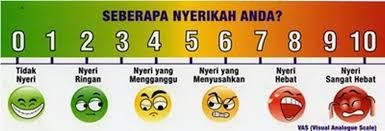 SEBERAPA NYERIKAH ANDA?
0 1 2 3 4 5 6 7 8 9 10
Tidak Nyeri
Nyeri Ringan
Nyeri yang Mengganggu
Nyeri yang Menyusahkan
Nyeri Hebat
Nyeri Sangat Hebat
VAS (Visual Analogue Scale)